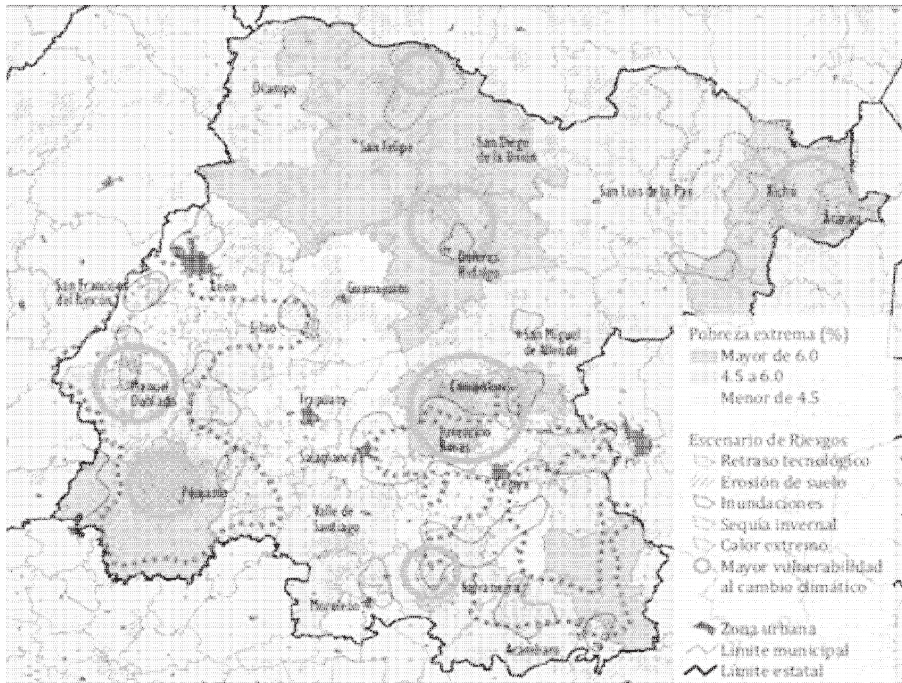 Ocampo
San Felipe
San Diego
de la Unión
San Luis de la Paz
Xichú
Atarjea
Dolores
Hidalgo
San Francisco
del Rincón
León
Guanajuato
Silao
San Miguel
de Allende
Manuel
Doblado
Irapuato
Comonfort
Salamanca
Celaya
Pénjamo
Valle de
Santiago
Salvatierra
Moroleón
Acámbaro
Pobreza extrema (%)
Mayor de 6.0
4.5 a 6.0
Menor de 4.5
Escenario de Riesgos
Retraso tecnológico
Erosión de suelo
Inundaciones
Sequía invernal
Calor extremo
Mayor vulnerabilidad
al cambio climático
Zona urbana
Límite municipal
Límite estatal